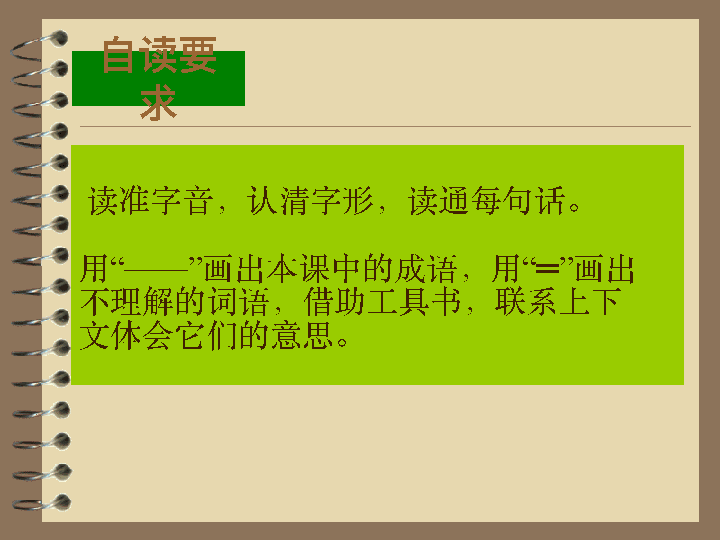 自读要
求
读准字音，认清字形，读通每句话。
用“——”画出本课中的成语，用“═”画出
不理解的词语，借助工具书，联系上下
文体会它们的意思。